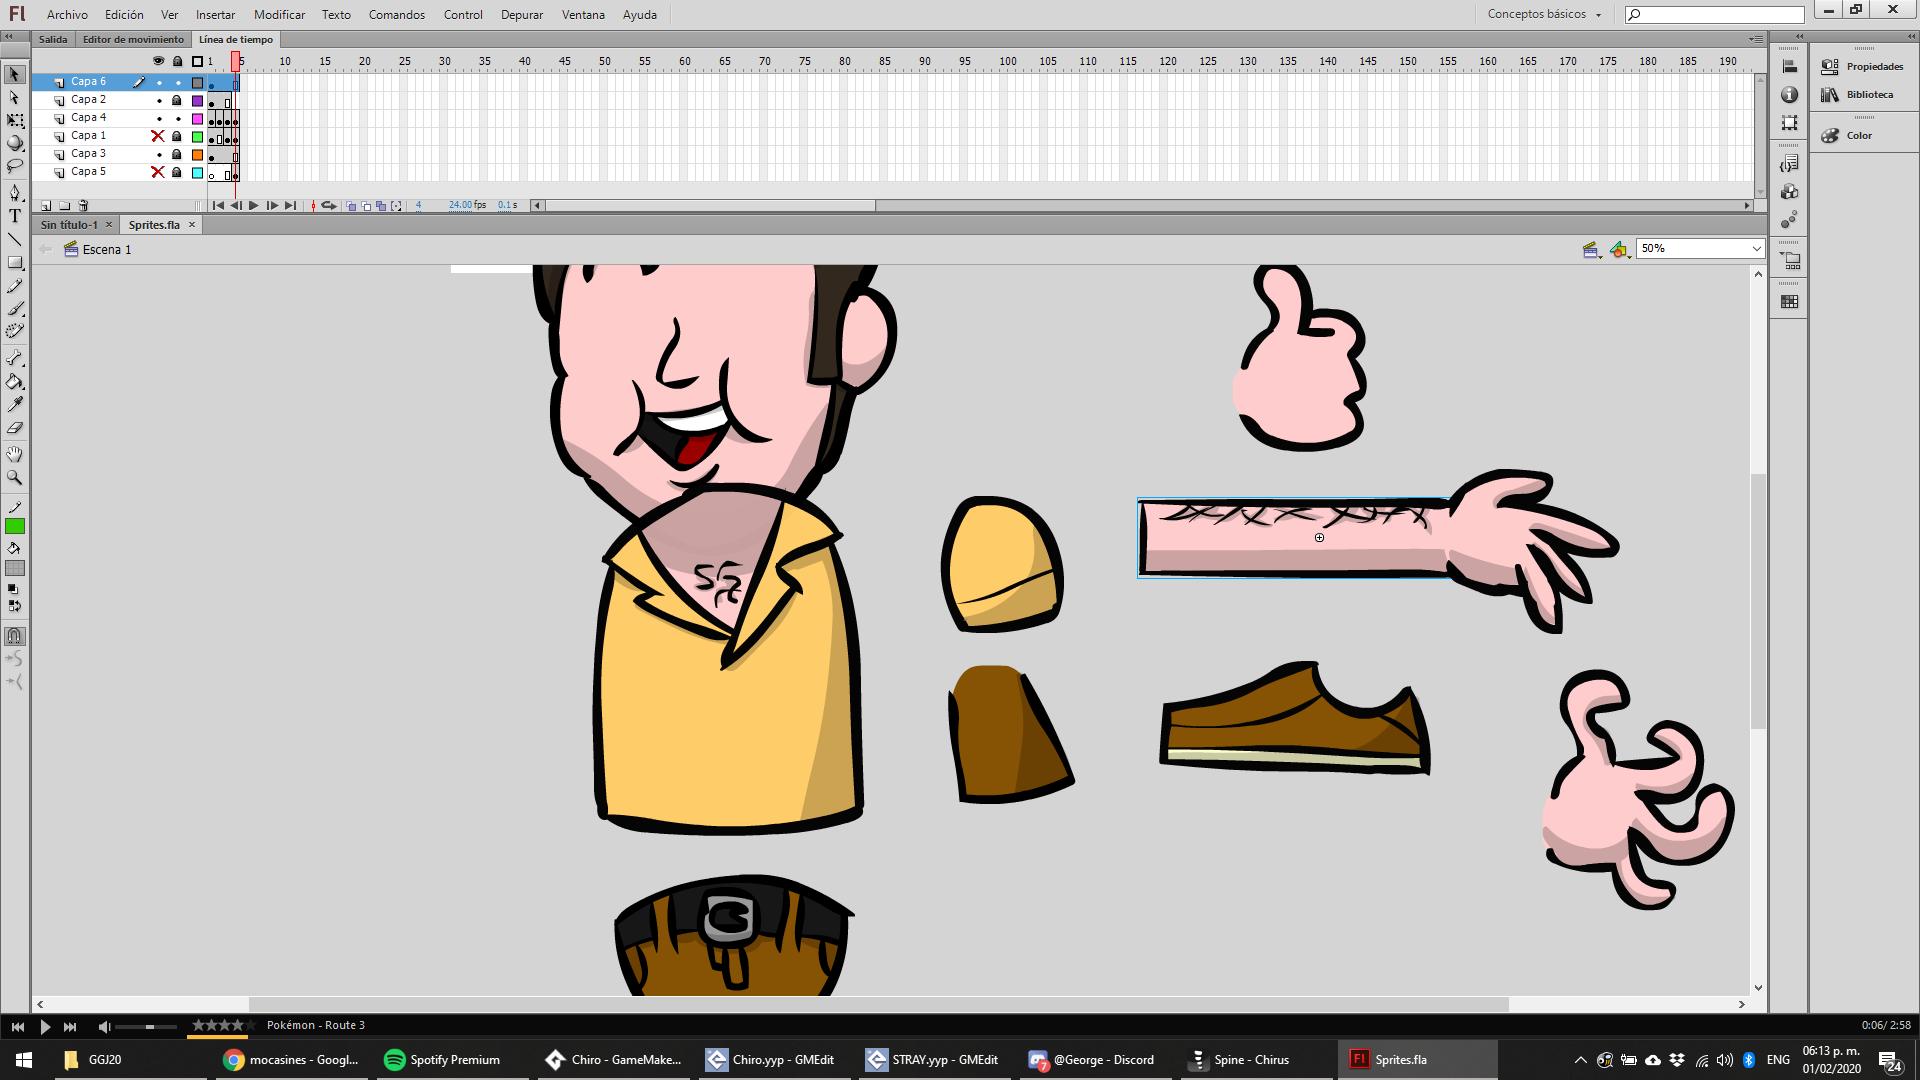 Fl Archivo Edición Ver Insertar Modificar Texto Comandos Control Depurar Ventana Ayuda Conceptos básicos
Salida Editor de movimiento Línea de tiempo
1 5 10 15 20 25 30 35 40 45 50 55 60 65 70 75 80 85 90 95 100 105 110 115 120 125 130 135 140 145 150 155 160 165 170 175 180 185 190
Capa 6
Capa 2
Capa 4
Capa 1
Capa 3
Capa 5
4 24.00 fps 0.1 s
Sin título-1 Sprites.fla
Escena 1 50%
Propiedades
Biblioteca
Color
T
Pokémon - Route 3 0:06/ 2:58
GGJ20 mocasines - Googl... Spotify Premium Chiro - GameMake... Chiro.yyp - GMEdit STRAY.yyp - GMEdit @George - Discord Spine - Chirus Fl Sprites.fla ENG 06:13 p. m.
7 01/02/2020 24